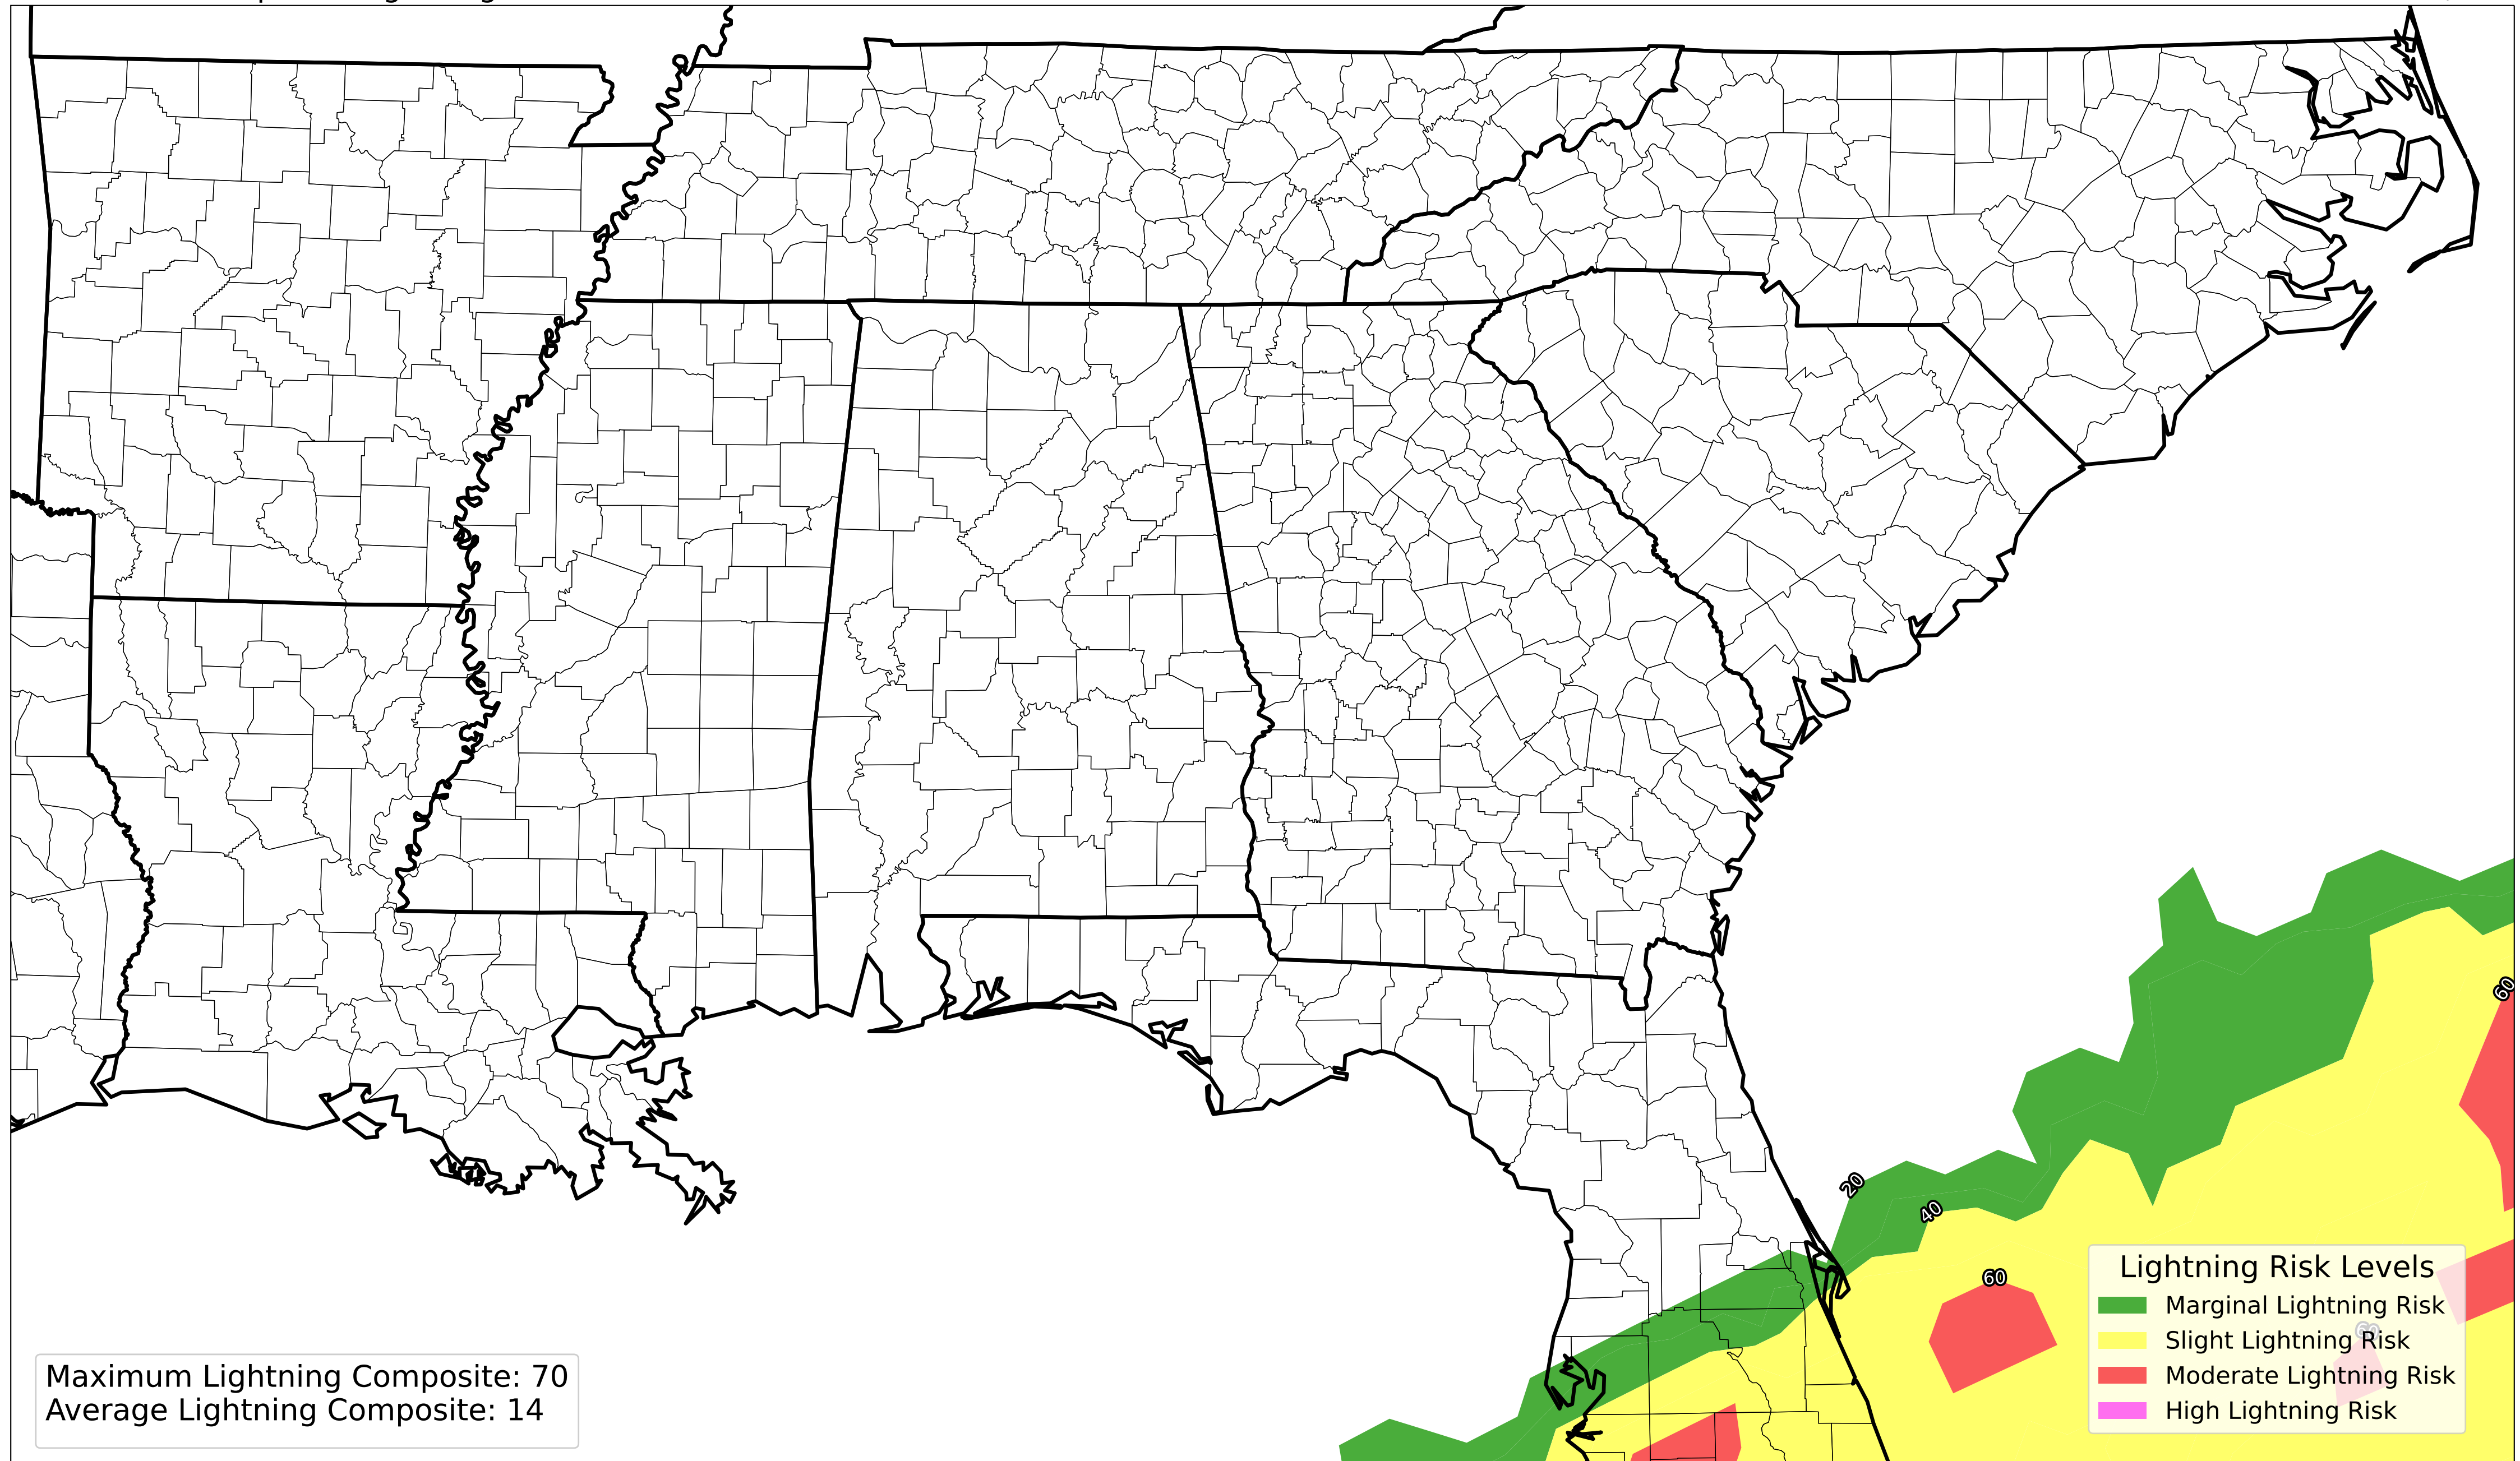 60
20
40
60
60
Lightning Risk Levels
Marginal Lightning Risk
Slight Lightning Risk
Moderate Lightning Risk
High Lightning Risk
Maximum Lightning Composite: 70
Average Lightning Composite: 14